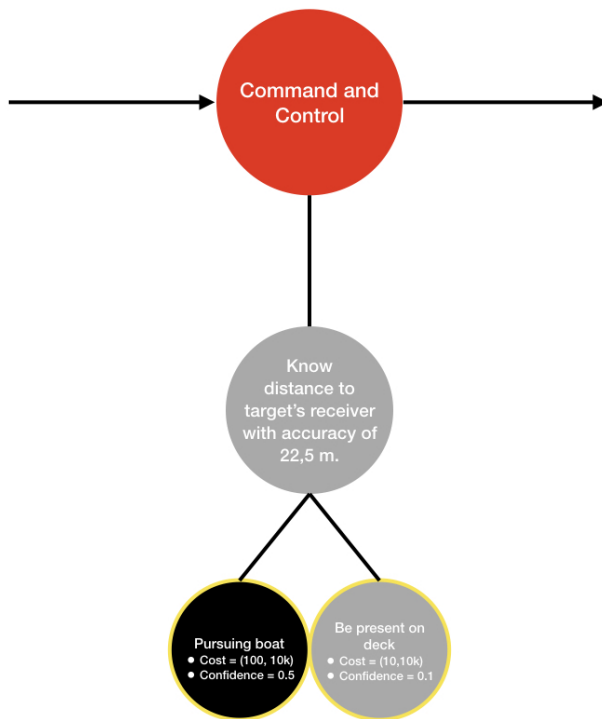 Command and
Control
Know
distance to
target's receiver
with accuracy of
22,5 m.
Pursuing boat
● Cost = (100, 10k)
● Confidence = 0.5
Be present on
deck
● Cost = (10,10k)
● Confidence = 0.1